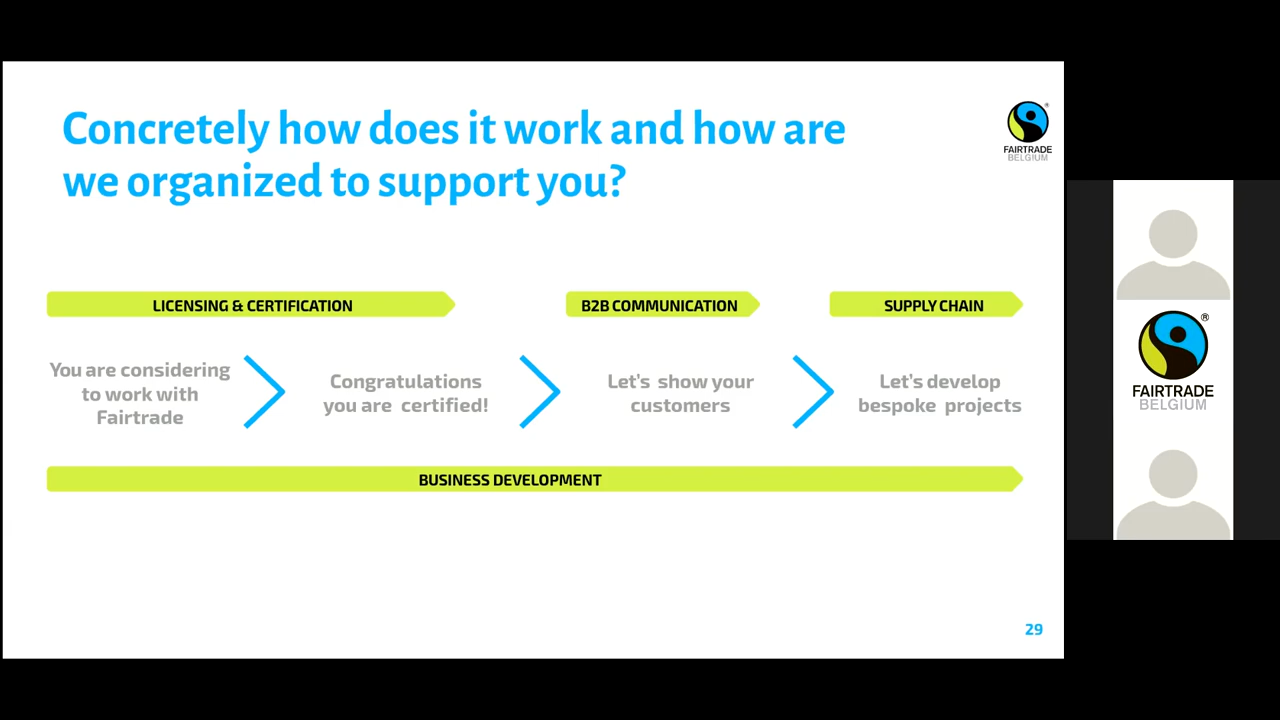 Concretely how does it work and how are
we organized to support you?
FAIRTRADE
BELGIUM
LICENSING & CERTIFICATION
B2B COMMUNICATION
SUPPLY CHAIN
You are considering
to work with
Fairtrade
Congratulations
you are certified!
Let's show your
customers
Let's develop
bespoke projects
BUSINESS DEVELOPMENT
29
®
FAIRTRADE
BELGIUM